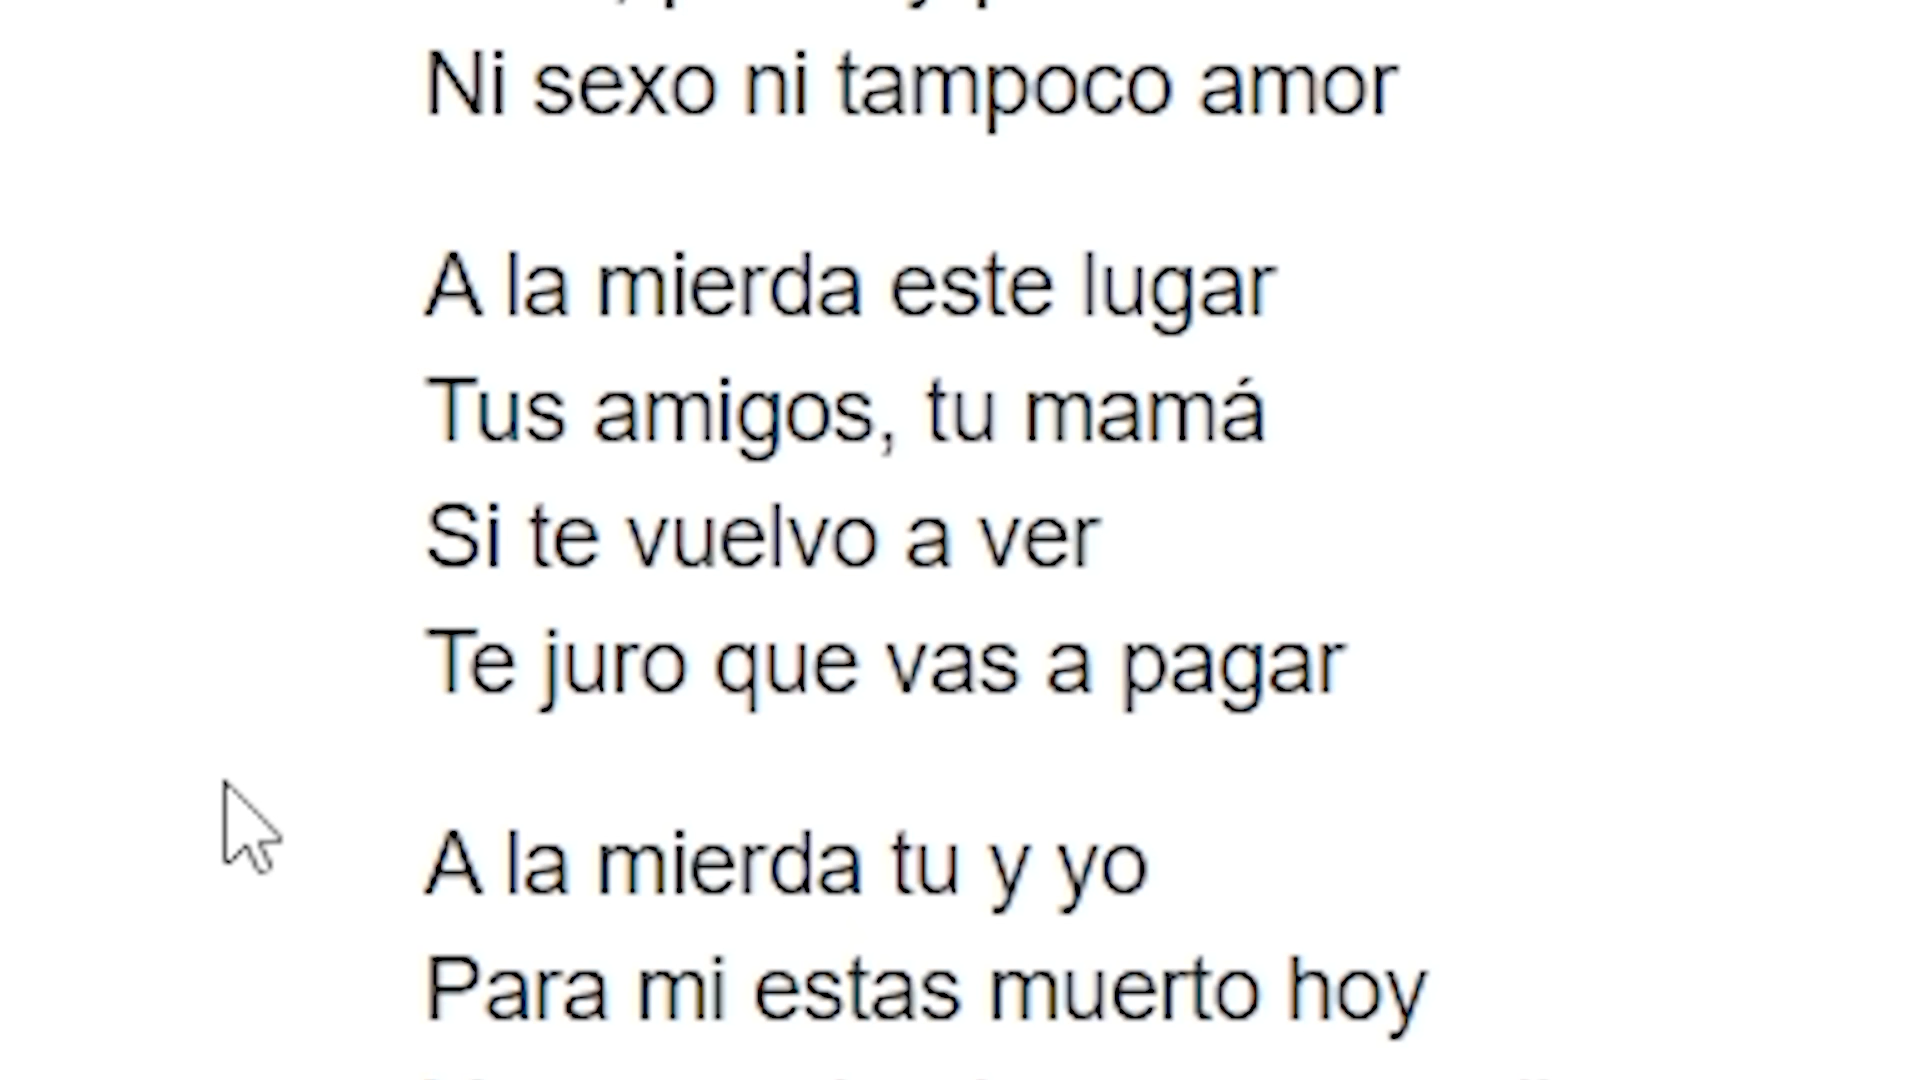 Ni sexo ni tampoco amor
A la mierda este lugar
Tus amigos, tu mamá
Si te vuelvo a ver
Te juro que vas a pagar
A la mierda tu y yo
Para mi estas muerto hoy